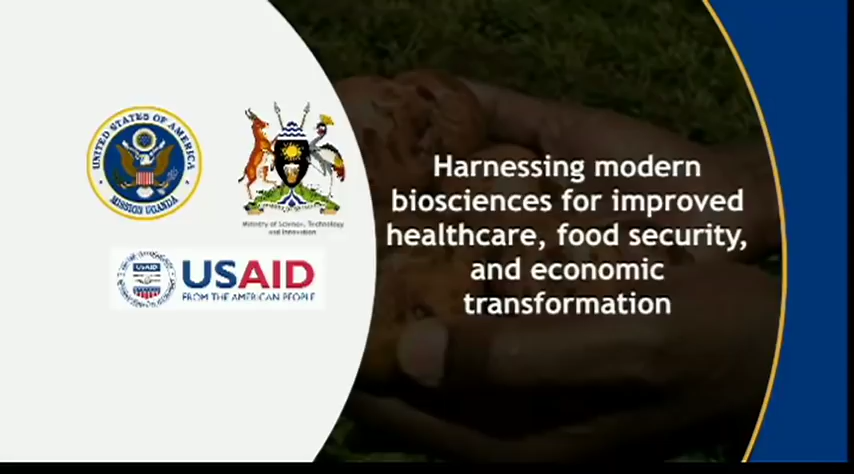 UNITED STATES OF AMERICA
MISSION UGANDA
Ministry of Science, Technology
and Innovation
USAID
USAID
FROM THE AMERICAN PEOPLE
Harnessing modern
biosciences for improved
healthcare, food security,
and economic
transformation